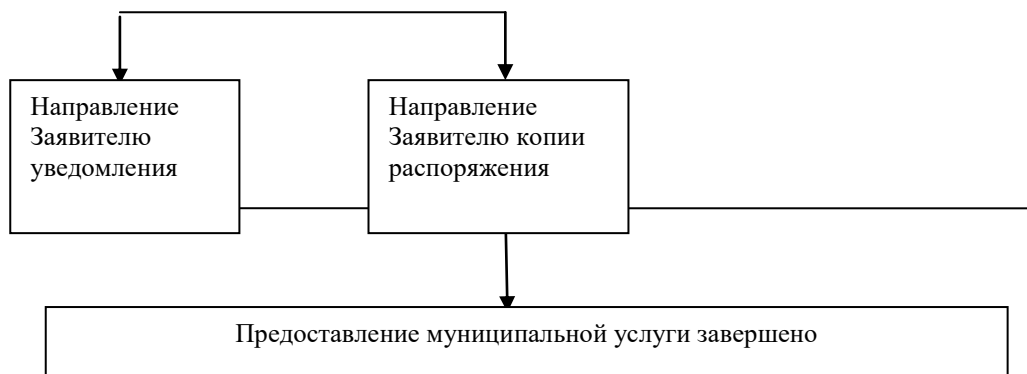 Направление
Заявителю
уведомления
Направление
Заявителю копии
распоряжения
Предоставление муниципальной услуги завершено